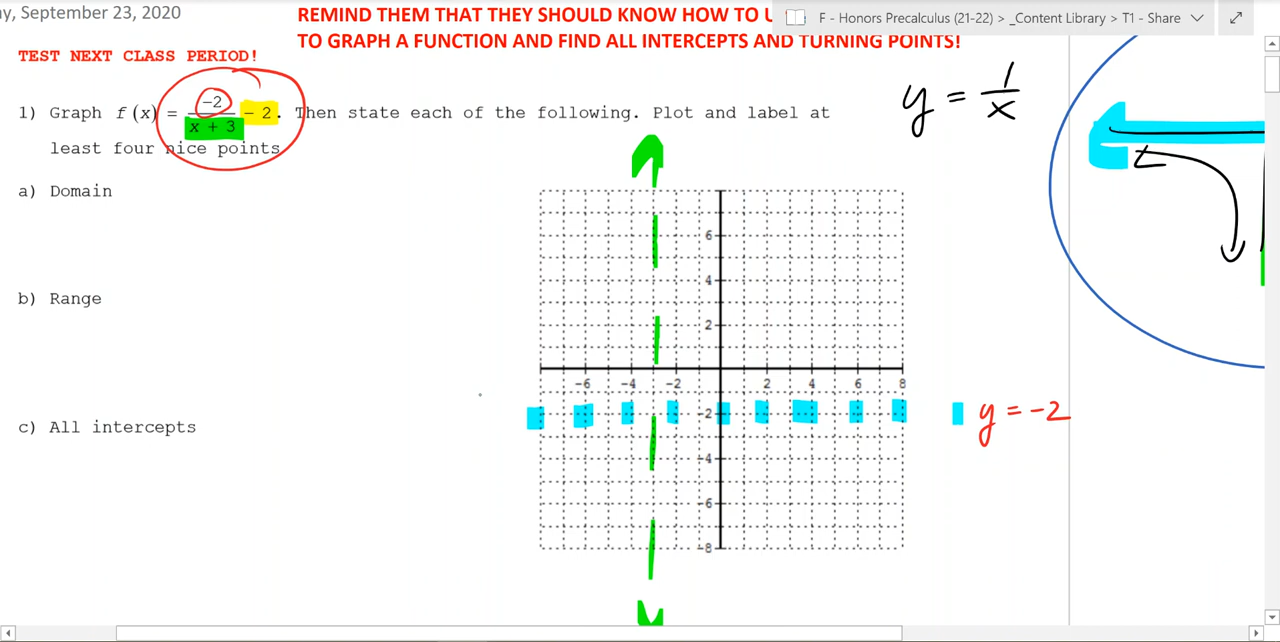 y, September 23, 2020
REMIND THEM THAT THEY SHOULD KNOW HOW TO U
F - Honors Precalculus (21-22) > _Content Library > T1 - Share
TO GRAPH A FUNCTION AND FIND ALL INTERCEPTS AND TURNING POINTS!
TEST NEXT CLASS PERIOD!
y = 1/x
1) Graph f(x) = -2/(x + 3) - 2. Then state each of the following. Plot and label at
least four nice points
a) Domain
b) Range
c) All intercepts
6
4
2
-6 -4 -2 2 4 6 8
-2
-4
-6
-8
y = -2